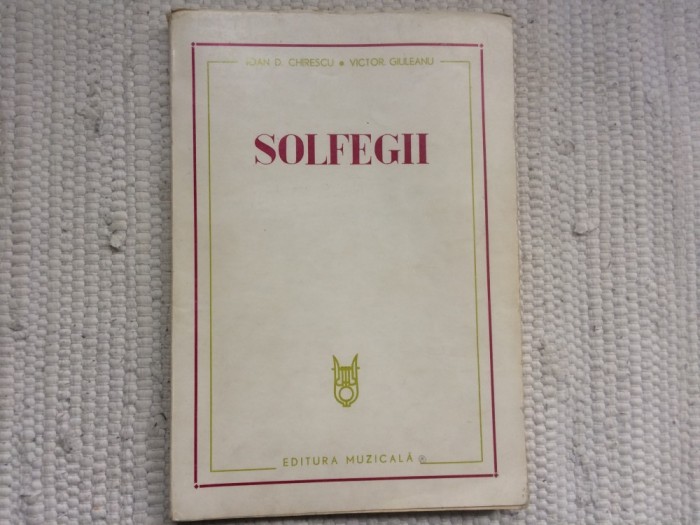 IOAN D. CHIRESCU • VICTOR GIULEANU
SOLFEGII
EDITURA MUZICALĂ